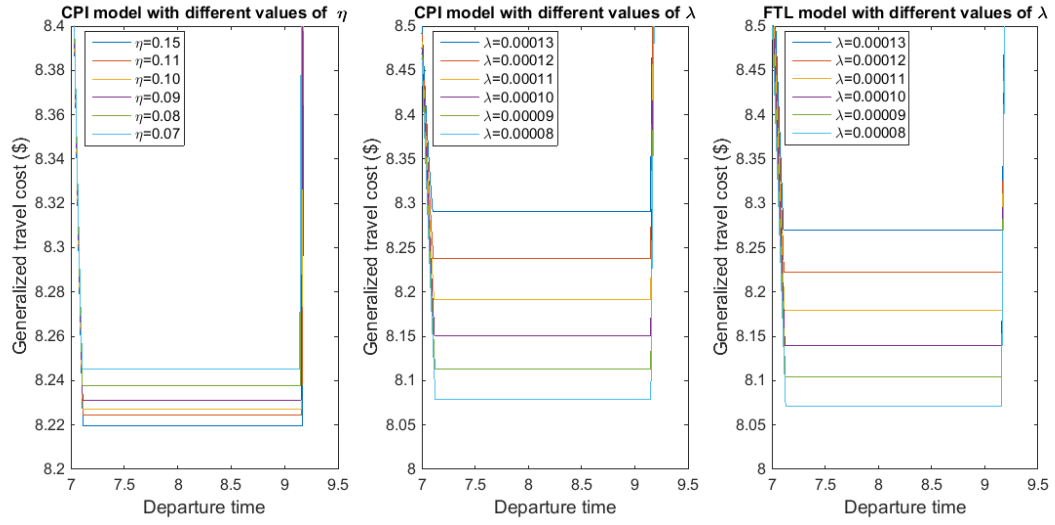 CPI model with different values of η
8.4
8.38
8.36
8.34
8.32
8.3
8.28
8.26
8.24
8.22
8.2
Generalized travel cost ($)
η=0.15
η=0.11
η=0.10
η=0.09
η=0.08
η=0.07
7 7.5 8 8.5 9 9.5
Departure time
CPI model with different values of λ
8.5
8.45
8.4
8.35
8.3
8.25
8.2
8.15
8.1
8.05
8
Generalized travel cost ($)
λ=0.00013
λ=0.00012
λ=0.00011
λ=0.00010
λ=0.00009
λ=0.00008
7 7.5 8 8.5 9 9.5
Departure time
FTL model with different values of λ
8.5
8.45
8.4
8.35
8.3
8.25
8.2
8.15
8.1
8.05
8
Generalized travel cost ($)
λ=0.00013
λ=0.00012
λ=0.00011
λ=0.00010
λ=0.00009
λ=0.00008
7 7.5 8 8.5 9 9.5
Departure time